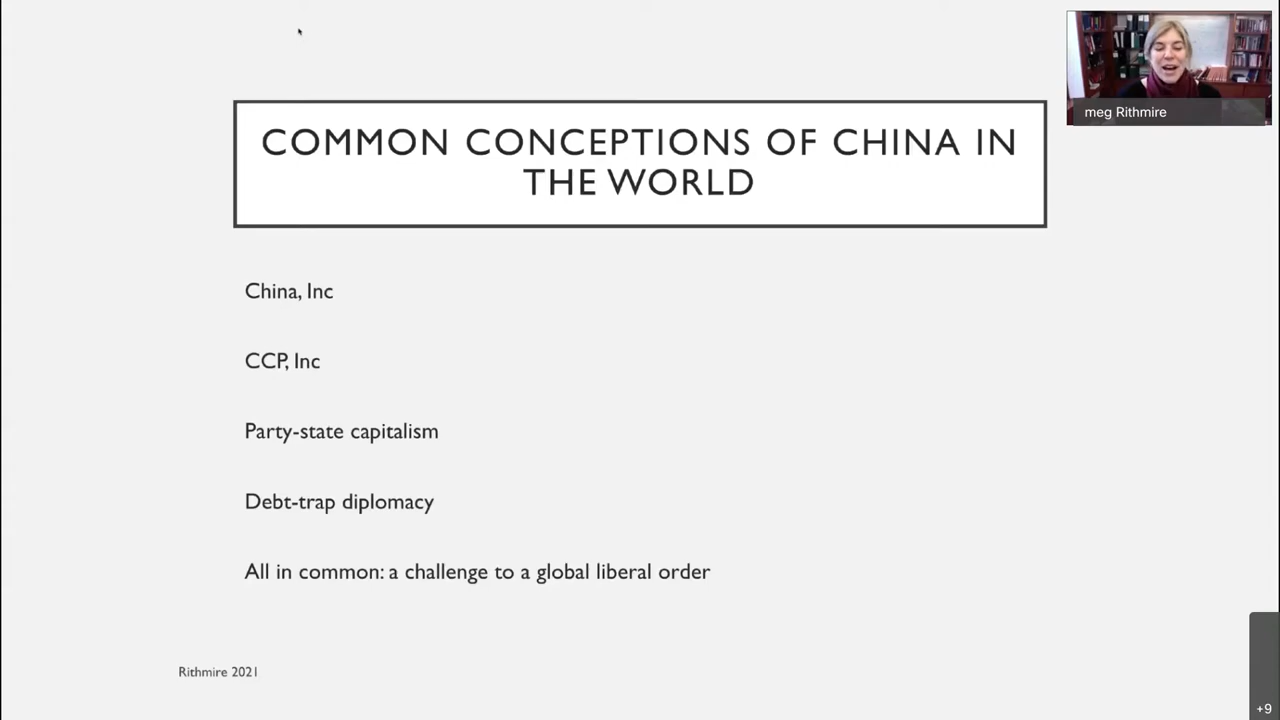 meg Rithmire
COMMON CONCEPTIONS OF CHINA IN
THE WORLD
China, Inc
CCP, Inc
Party-state capitalism
Debt-trap diplomacy
All in common: a challenge to a global liberal order
Rithmire 2021
+9